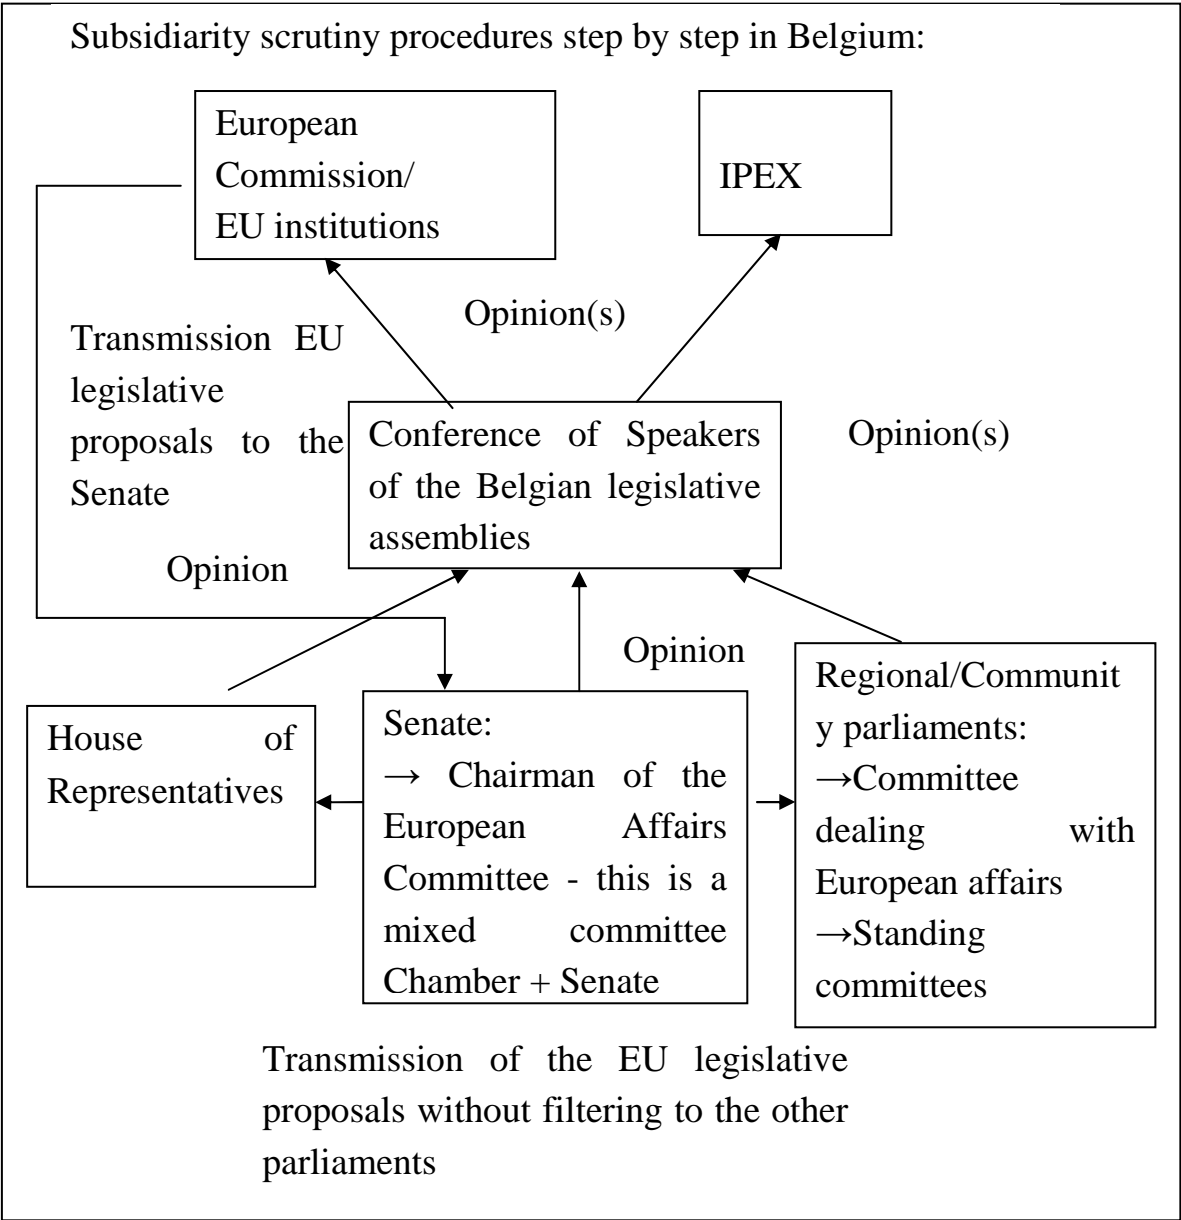 Subsidiarity scrutiny procedures step by step in Belgium:
European
Commission/
EU institutions
IPEX
Opinion(s)
Transmission EU
legislative
proposals to the
Senate
Conference of Speakers
of the Belgian legislative
assemblies
Opinion(s)
Opinion
Opinion
House of
Representatives
Senate:
→ Chairman of the
European Affairs
Committee - this is a
mixed committee
Chamber + Senate
Regional/Communit
y parliaments:
→Committee
dealing with
European affairs
→Standing
committees
Transmission of the EU legislative
proposals without filtering to the other
parliaments